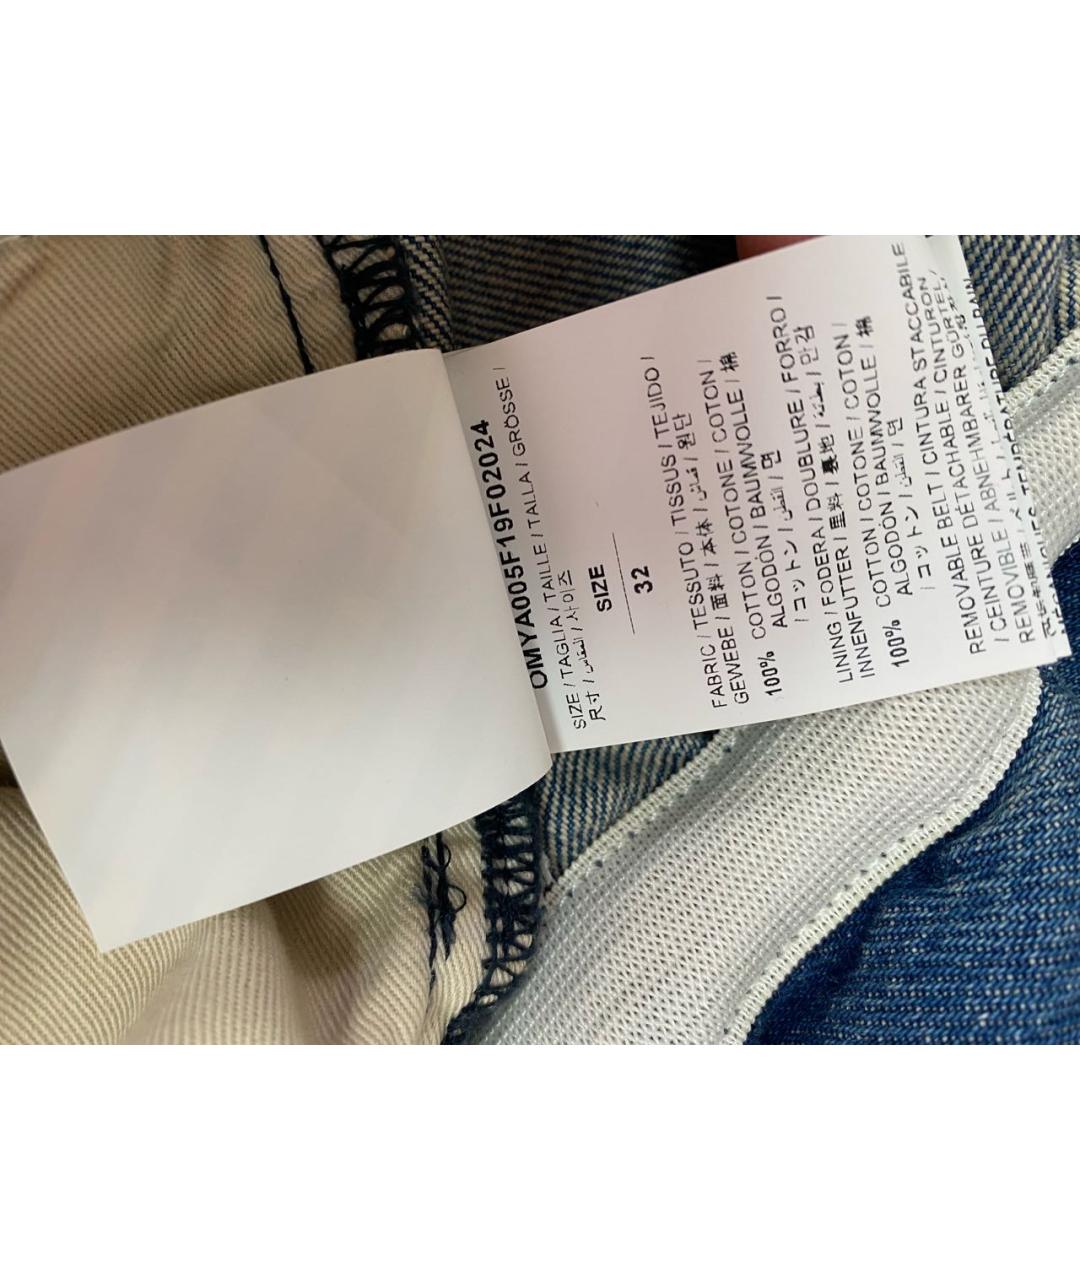 OMYA005F19F02024
SIZE / TAGLIA / TAILLE / TALLA / GRÖSSE /
尺寸 / المقاس / 사이즈
SIZE
32
FABRIC / TESSUTO / TISSUS / TEJIDO /
GEWEBE / 面料 / 本体 / قماش / 원단
COTTON / COTONE / COTON /
100% ALGODÓN / BAUMWOLLE / 棉
/ コットン / القطن / 면
LINING / FODERA / DOUBLURE / FORRO /
INNENFUTTER / 里料 / 裏地 / بطانة / 안감
COTTON / COTONE / COTON /
100% ALGODÓN / BAUMWOLLE / 棉
/ コットン / القطن / 면
REMOVABLE BELT / CINTURA STACCABILE
/ CEINTURE DÉTACHABLE / CINTURON
REMOVIBLE / ABNEHMBARER GÜRTEL /